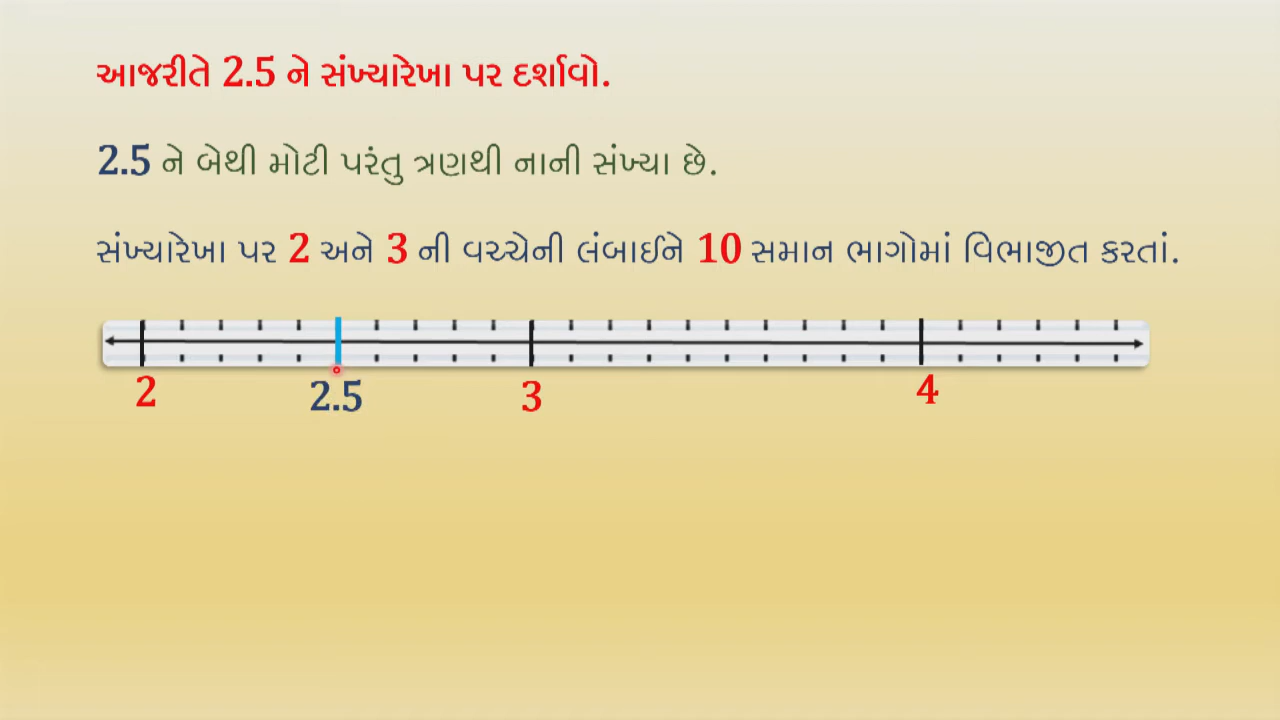 આજરીતે 2.5 ને સંખ્યારેખા પર દર્શાવો.
2.5 ને બેથી મોટી પરંતુ ત્રણથી નાની સંખ્યા છે.
સંખ્યારેખા પર 2 અને 3 ની વચ્ચેની લંબાઈને 10 સમાન ભાગોમાં વિભાજીત કરતાં.
2 2.5 3 4